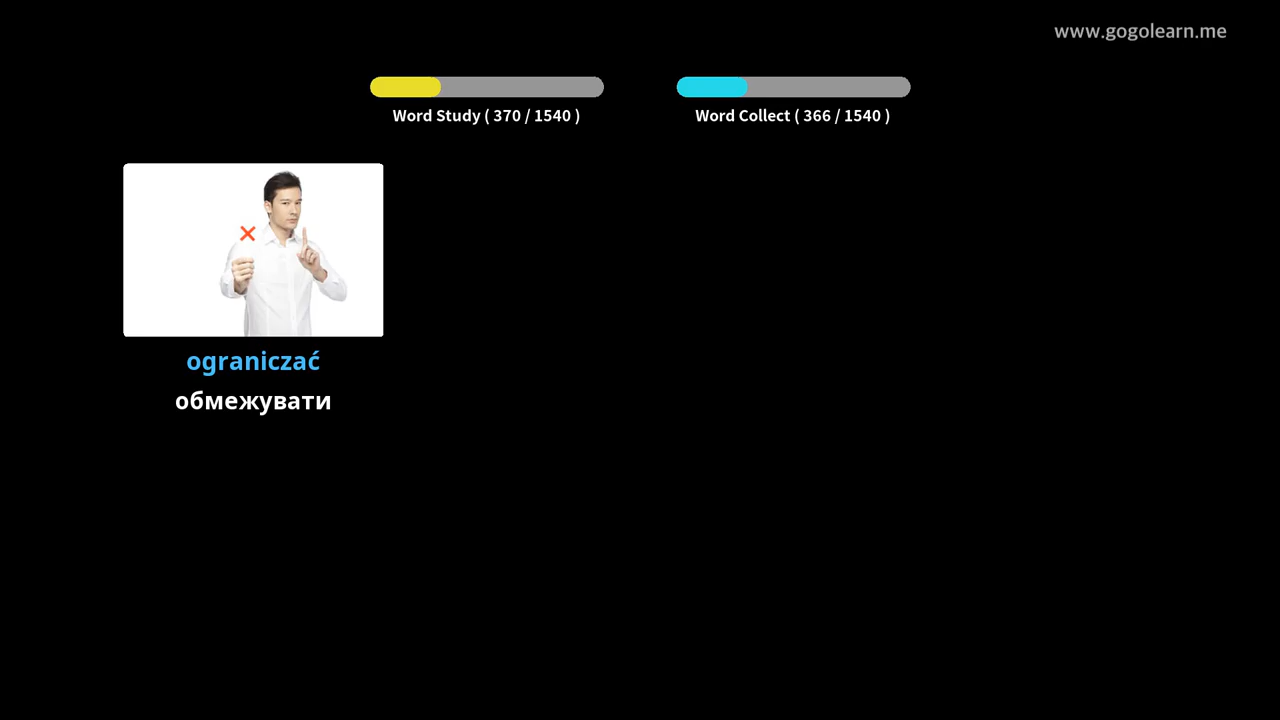 www.gogolearn.me
Word Study ( 370 / 1540 )
Word Collect ( 366 / 1540 )
ograniczać
обмежувати